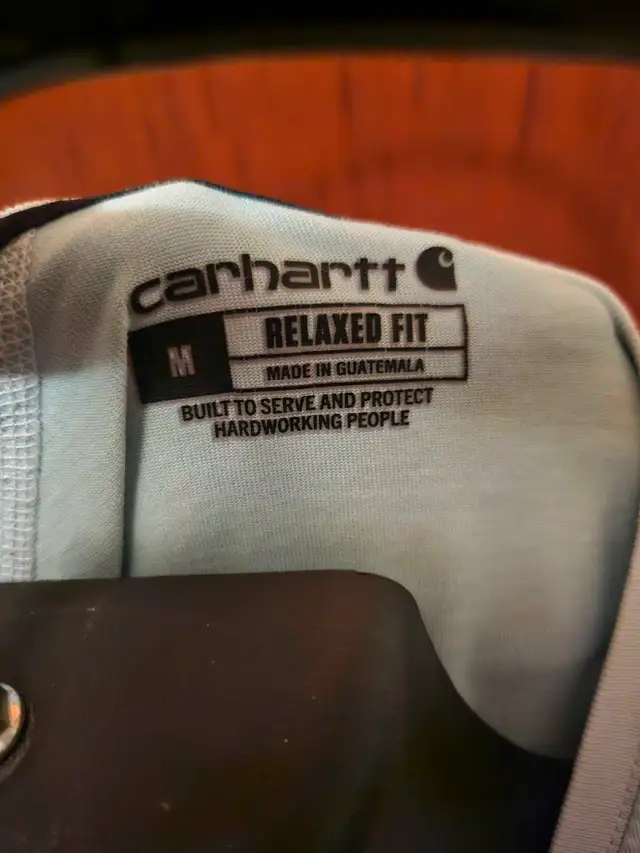 carhartt
M
RELAXED FIT
MADE IN GUATEMALA
BUILT TO SERVE AND PROTECT
HARDWORKING PEOPLE